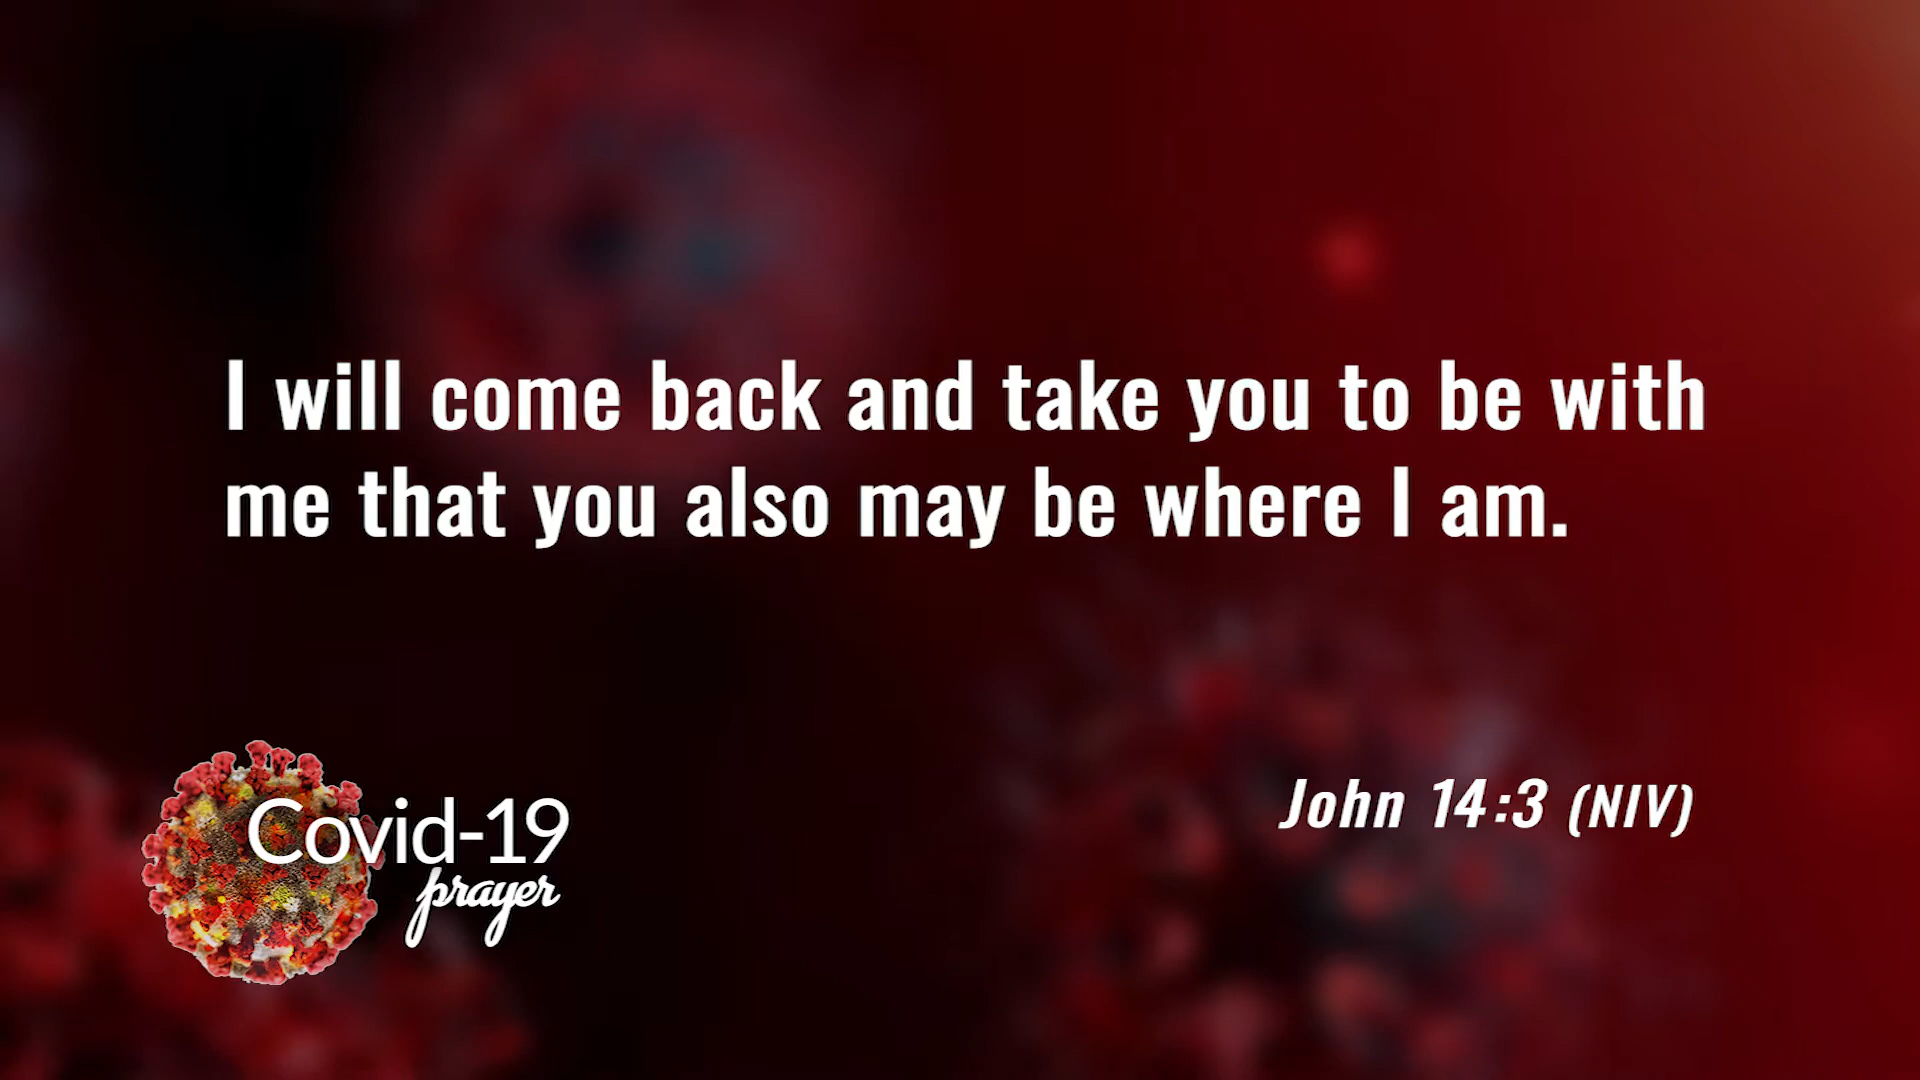 I will come back and take you to be with
me that you also may be where I am.
John 14:3 (NIV)
Covid-19
prayer